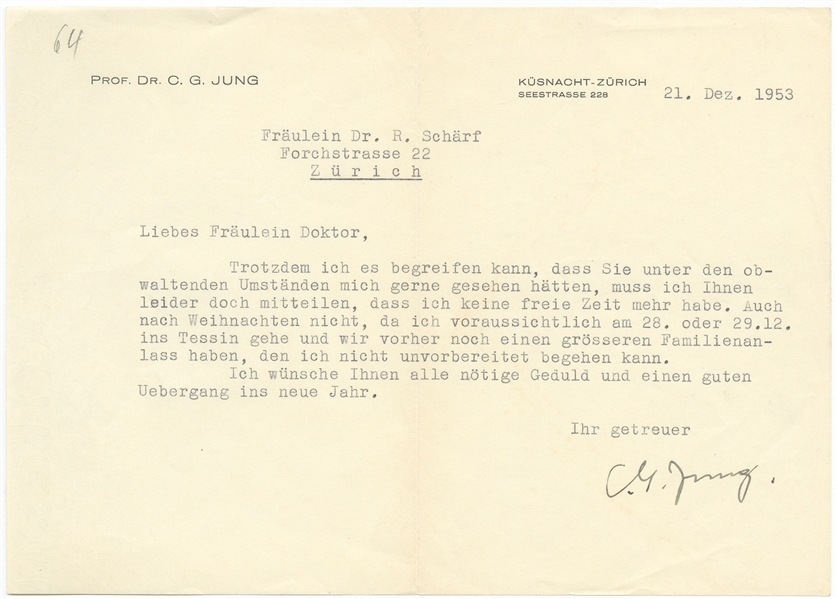 64
PROF. DR. C. G. JUNG
KÜSNACHT-ZÜRICH
SEESTRASSE 228
21. Dez. 1953
Fräulein Dr. R. Schärf
Forchstrasse 22
Zürich
Liebes Fräulein Doktor,
Trotzdem ich es begreifen kann, dass Sie unter den ob-
waltenden Umständen mich gerne gesehen hätten, muss ich Ihnen
leider doch mitteilen, dass ich keine freie Zeit mehr habe. Auch
nach Weihnachten nicht, da ich voraussichtlich am 28. oder 29.12.
ins Tessin gehe und wir vorher noch einen grösseren Familienan-
lass haben, den ich nicht unvorbereitet begehen kann.
Ich wünsche Ihnen alle nötige Geduld und einen guten
Uebergang ins neue Jahr.
Ihr getreuer
C. G. Jung.